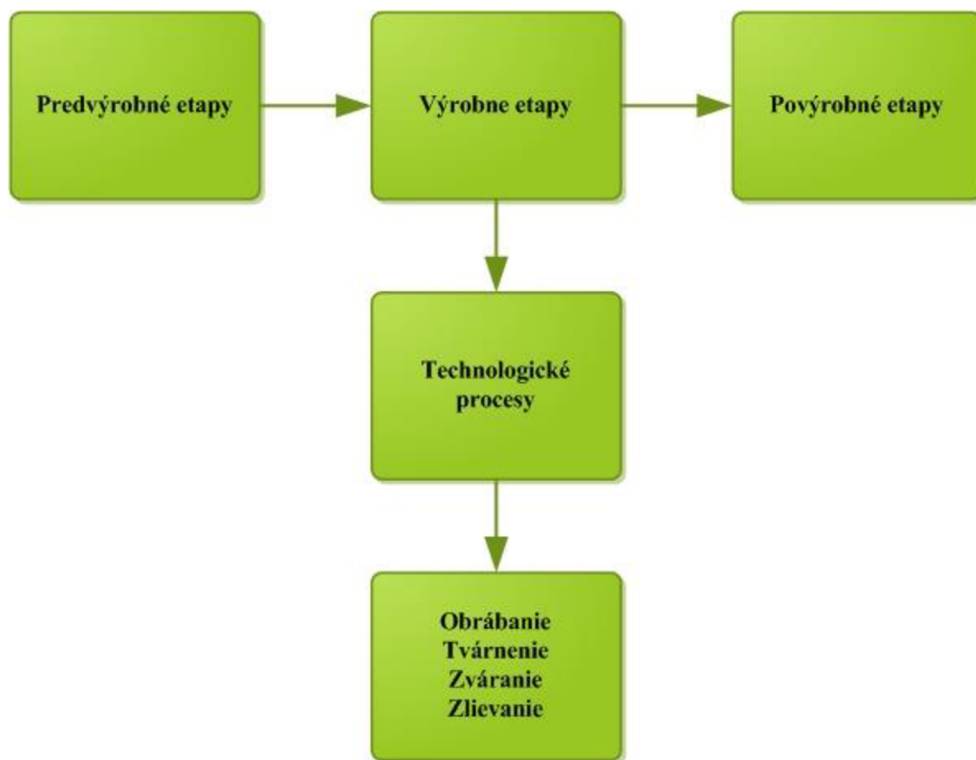 Predvýrobné etapy
Výrobne etapy
Povýrobné etapy
Technologické
procesy
Obrábanie
Tvárnenie
Zváranie
Zlievanie